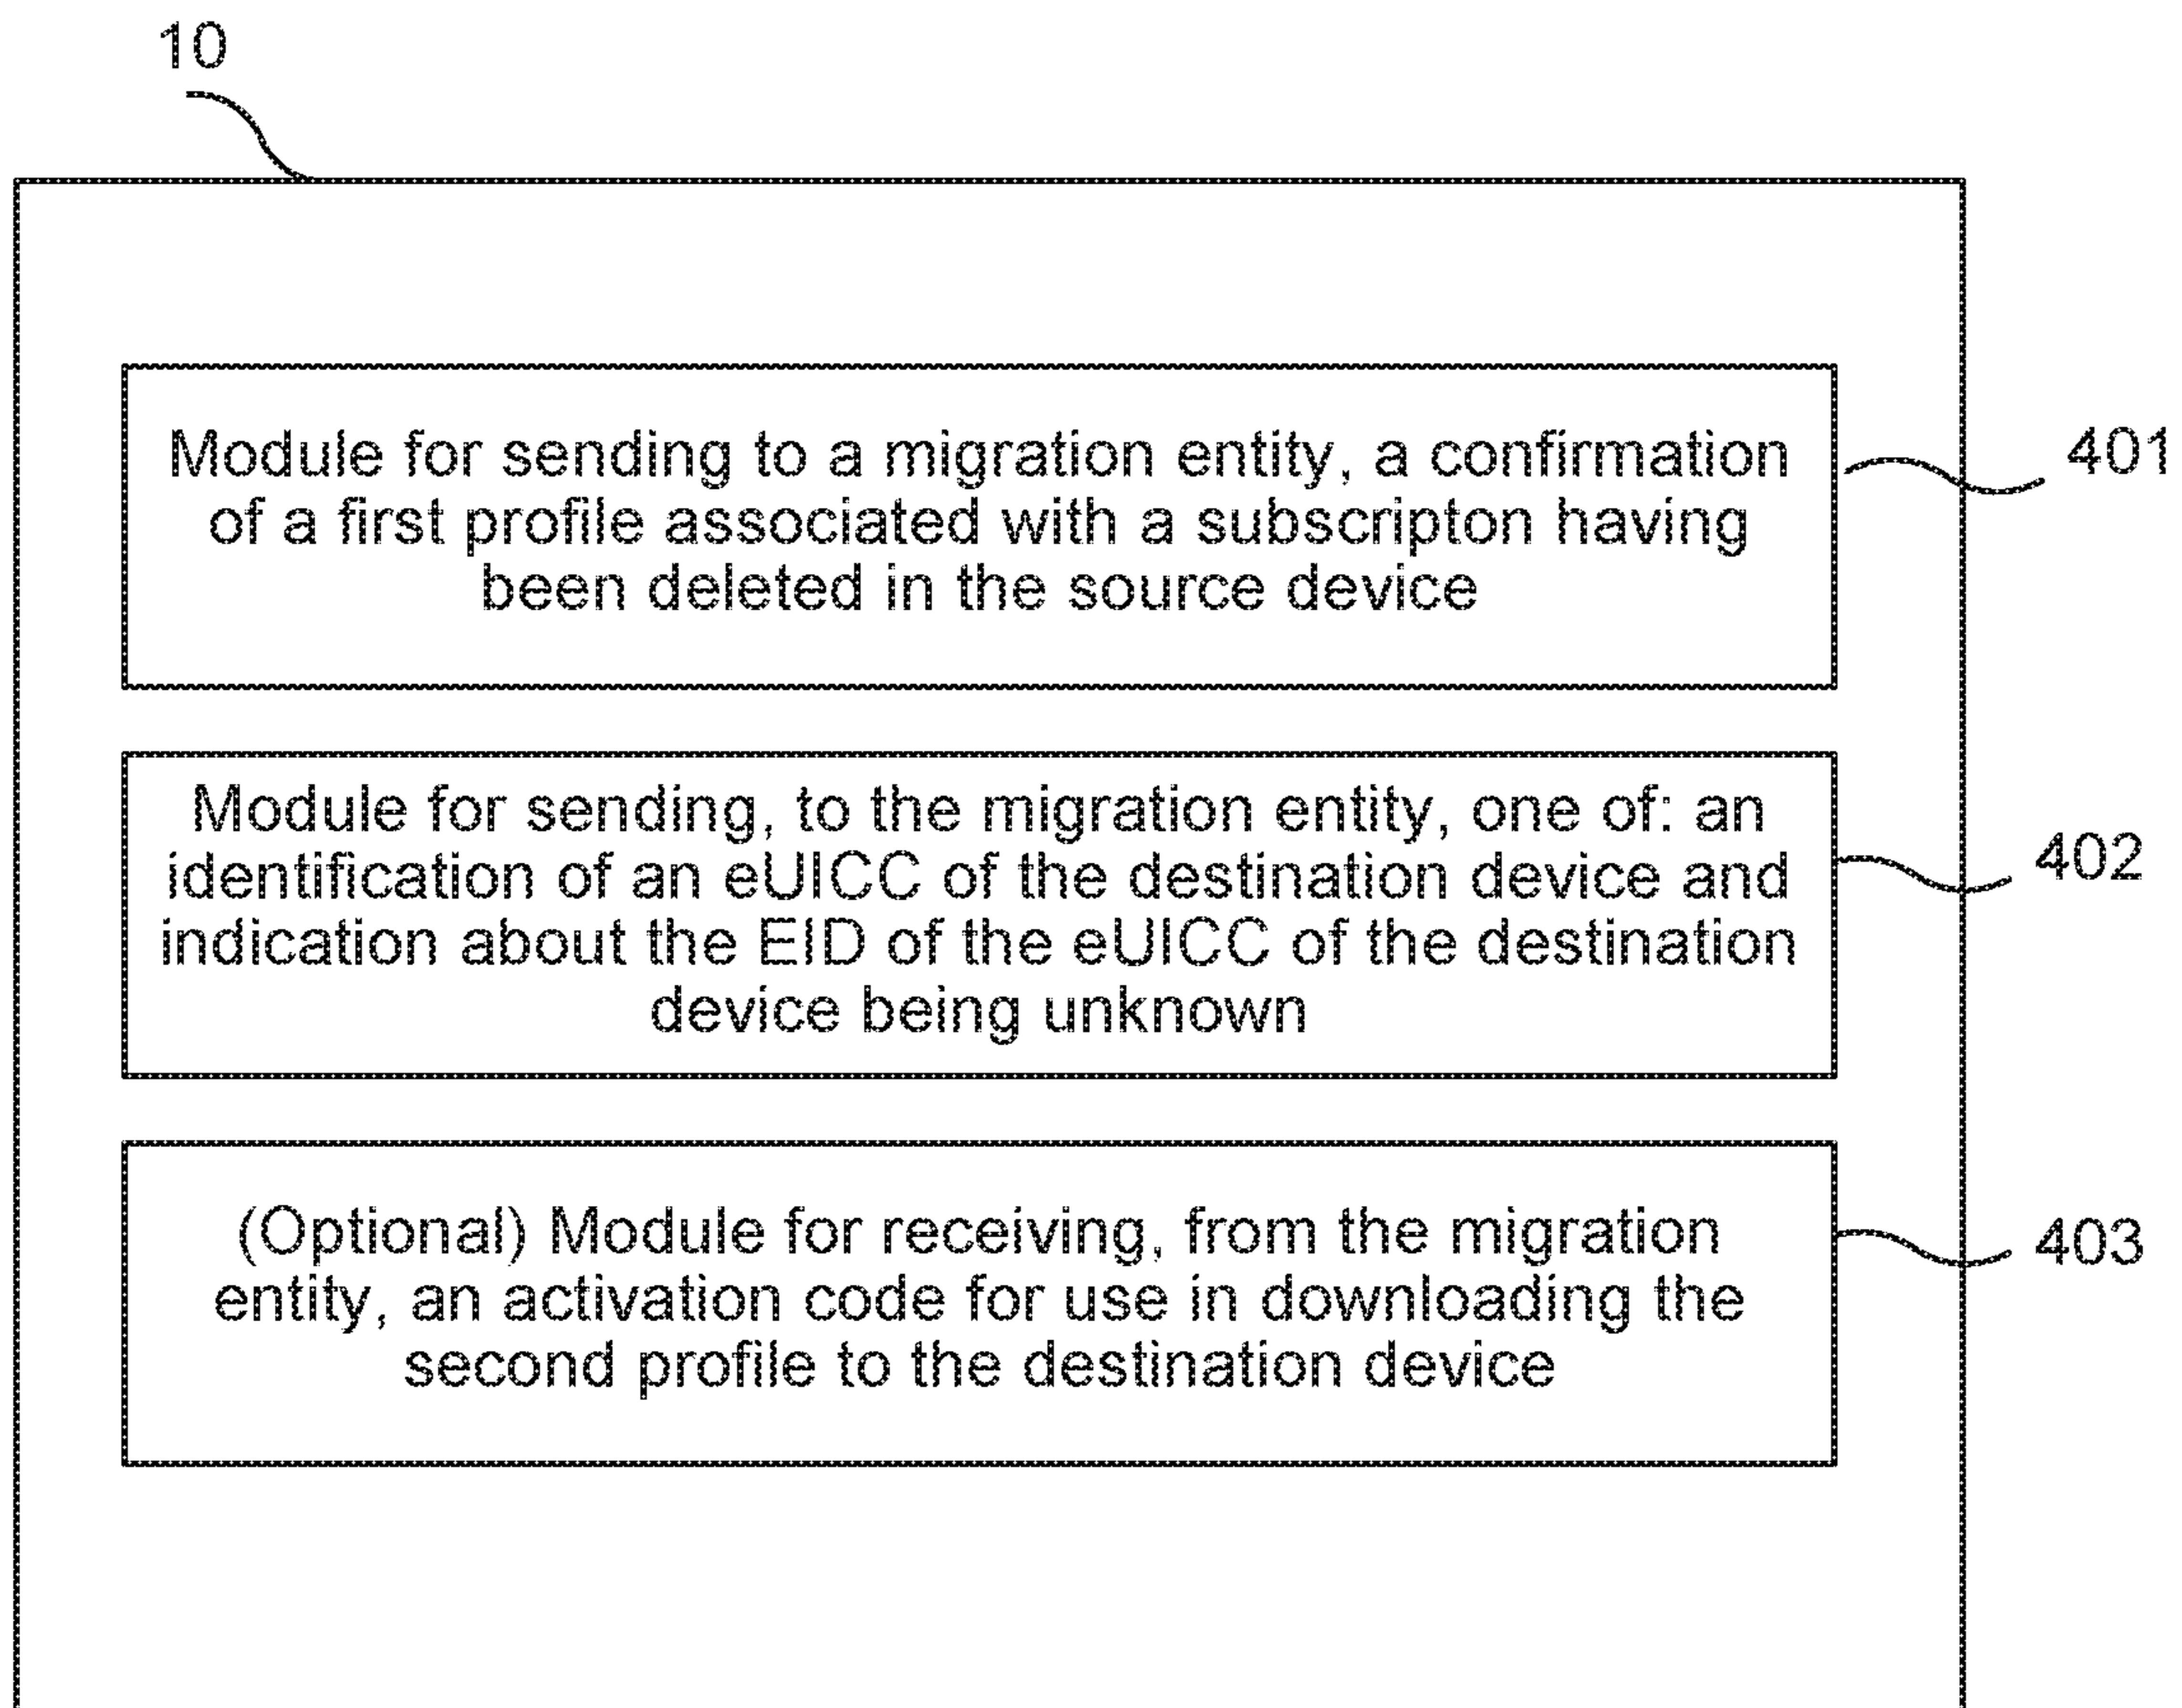 10
Module for sending to a migration entity, a confirmation
of a first profile associated with a subscripton having
been deleted in the source device
401
Module for sending, to the migration entity, one of: an
identification of an eUICC of the destination device and
indication about the EID of the eUICC of the destination
device being unknown
402
(Optional) Module for receiving, from the migration
entity, an activation code for use in downloading the
second profile to the destination device
403